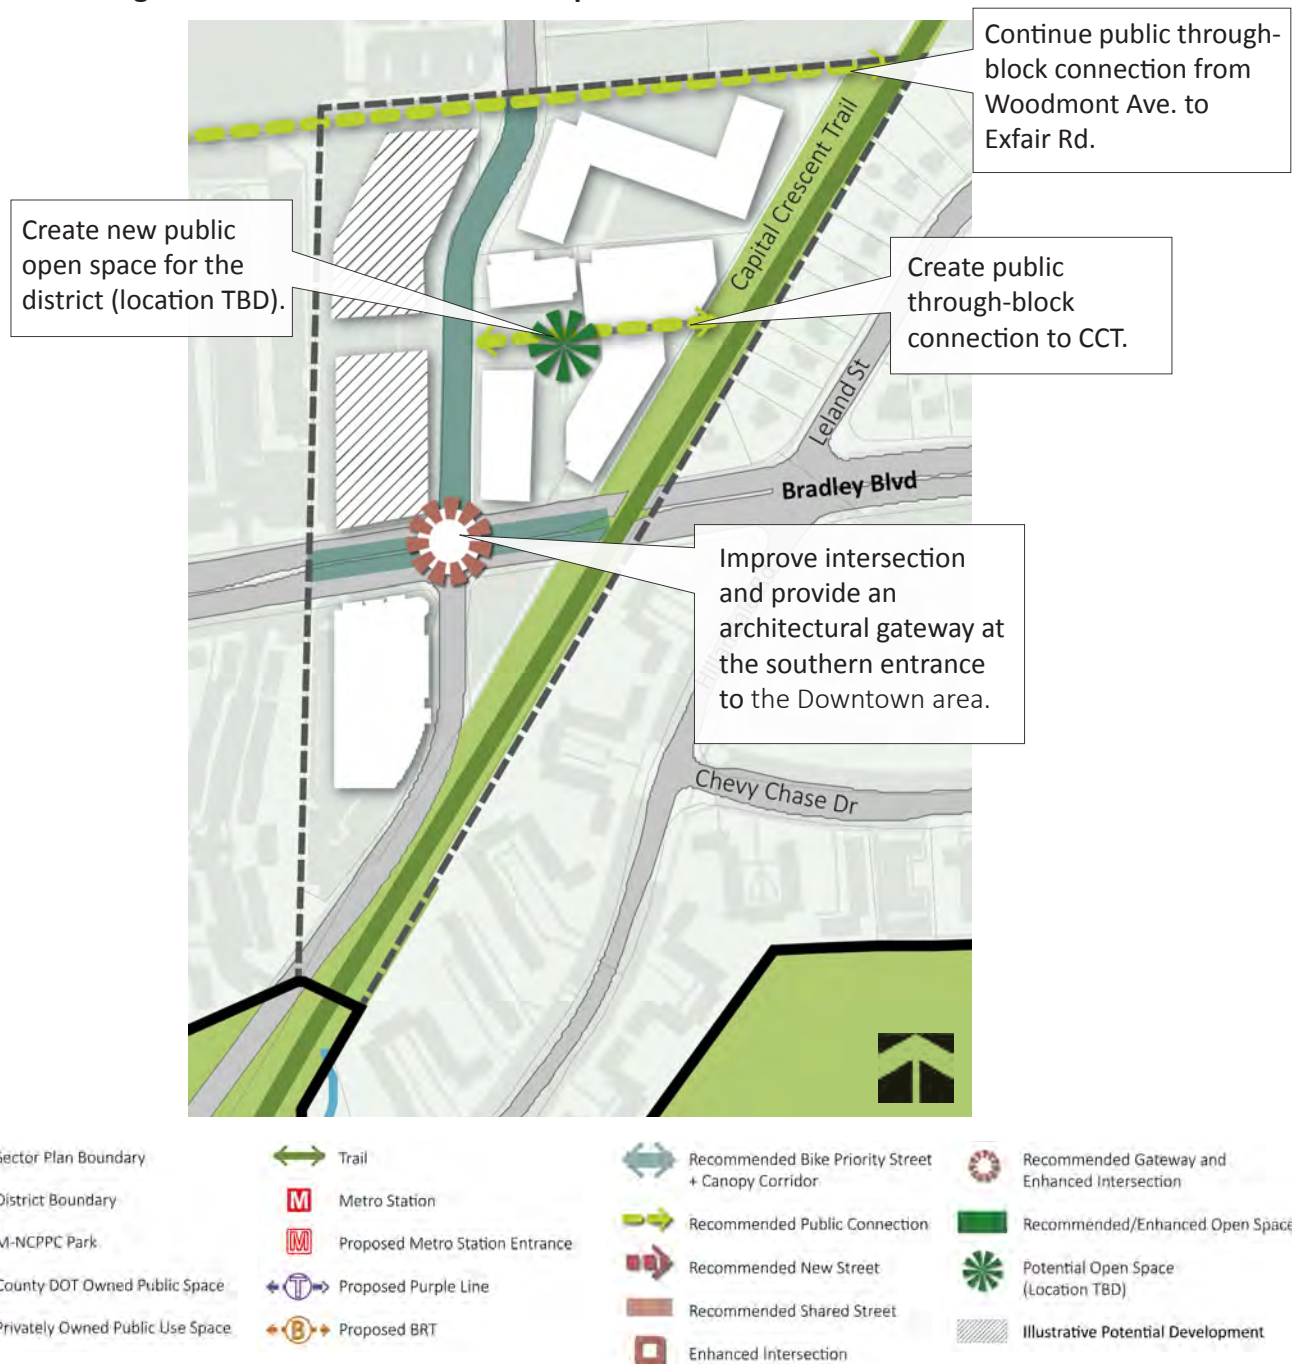 Continue public through-
block connection from
Woodmont Ave. to
Exfair Rd.
Capital Crescent Trail
Create new public
open space for the
district (location TBD).
Create public
through-block
connection to CCT.
Leland St
Bradley Blvd
Improve intersection
and provide an
architectural gateway at
the southern entrance
to the Downtown area.
Chevy Chase Dr
Sector Plan Boundary
District Boundary
M-NCPPC Park
County DOT Owned Public Space
Privately Owned Public Use Space
Trail
M Metro Station
M Proposed Metro Station Entrance
T Proposed Purple Line
B Proposed BRT
Recommended Bike Priority Street
+ Canopy Corridor
Recommended Public Connection
Recommended New Street
Recommended Shared Street
Enhanced Intersection
Recommended Gateway and
Enhanced Intersection
Recommended/Enhanced Open Space
Potential Open Space
(Location TBD)
Illustrative Potential Development